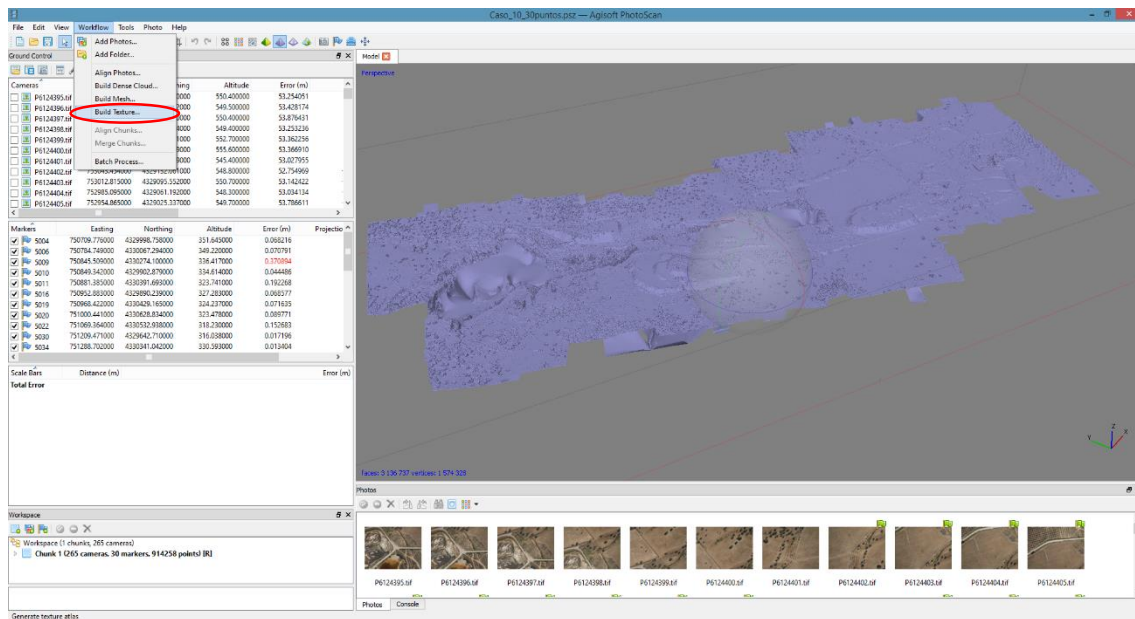 Caso_10_30puntos.psz — Agisoft PhotoScan
File Edit View Workflow Tools Photo Help
Add Photos...
Add Folder...
Align Photos...
Build Dense Cloud...
Build Mesh...
Build Texture...
Align Chunks...
Merge Chunks...
Batch Process...
Ground Control
Cameras Altitude Error (m)
P6124395.tif 550.400000 53.254051
P6124396.tif 549.500000 53.428174
P6124397.tif 550.400000 53.876431
P6124398.tif 549.400000 53.253236
P6124399.tif 552.700000 53.362256
P6124400.tif 555.600000 53.366910
P6124401.tif 545.400000 53.027955
P6124402.tif 548.800000 52.754969
P6124403.tif 753012.815000 4329095.552000 550.700000 53.142422
P6124404.tif 752985.095000 4329061.192000 548.300000 53.034134
P6124405.tif 752954.865000 4329025.337000 549.700000 53.786611
Markers Easting Northing Altitude Error (m) Projectio
5004 750709.776000 4329998.758000 351.645000 0.068216
5006 750784.749000 4330067.294000 349.220000 0.070791
5009 750845.509000 4330274.100000 336.417000 0.370894
5010 750849.342000 4329902.879000 334.614000 0.044486
5011 750881.385000 4330391.693000 323.741000 0.192268
5016 750952.883000 4329890.239000 327.283000 0.068577
5019 750968.422000 4330429.165000 324.237000 0.071635
5020 751000.441000 4330628.834000 323.478000 0.089771
5022 751069.364000 4330532.938000 318.230000 0.152683
5030 751209.471000 4329642.710000 316.038000 0.017196
5034 751288.702000 4330341.042000 330.593000 0.013404
Scale Bars Distance (m) Error (m)
Total Error
Workspace
Workspace (1 chunks, 265 cameras)
Chunk 1 (265 cameras, 30 markers, 914258 points) [R]
Generate texture atlas
Model
Perspective
Z
Y X
faces: 3 136 737 vertices: 1 574 328
Photos
P6124395.tif P6124396.tif P6124397.tif P6124398.tif P6124399.tif P6124400.tif P6124401.tif P6124402.tif P6124403.tif P6124404.tif P6124405.tif
Photos Console